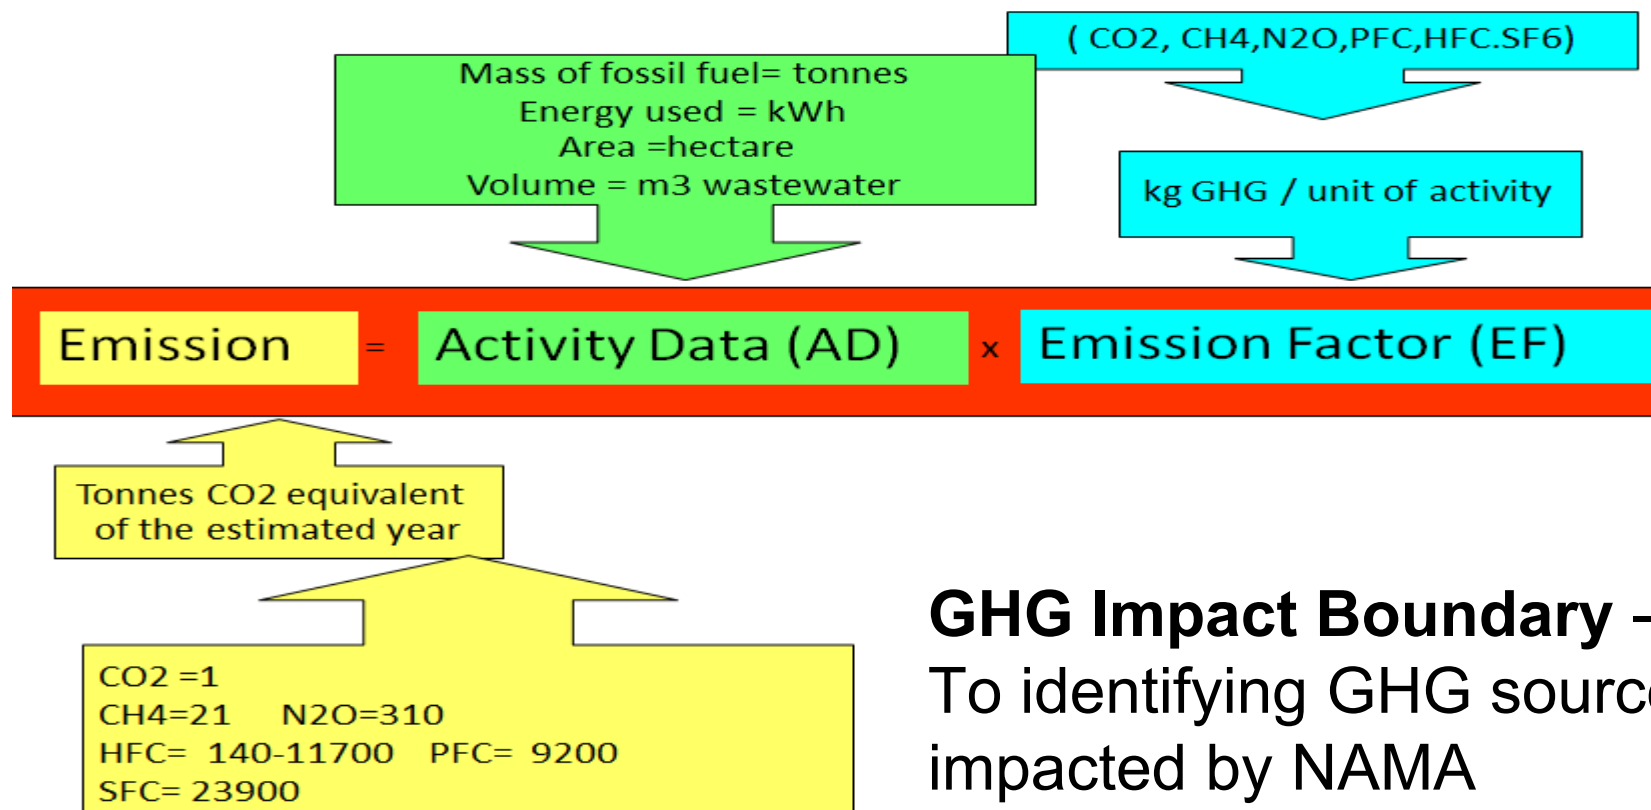 ( CO2, CH4,N2O,PFC,HFC.SF6)
Mass of fossil fuel= tonnes
Energy used = kWh
Area =hectare
Volume = m3 wastewater
kg GHG / unit of activity
Emission = Activity Data (AD) x Emission Factor (EF)
Tonnes CO2 equivalent
of the estimated year
CO2 =1
CH4=21 N2O=310
HFC= 140-11700 PFC= 9200
SFC= 23900
GHG Impact Boundary –
To identifying GHG source
impacted by NAMA